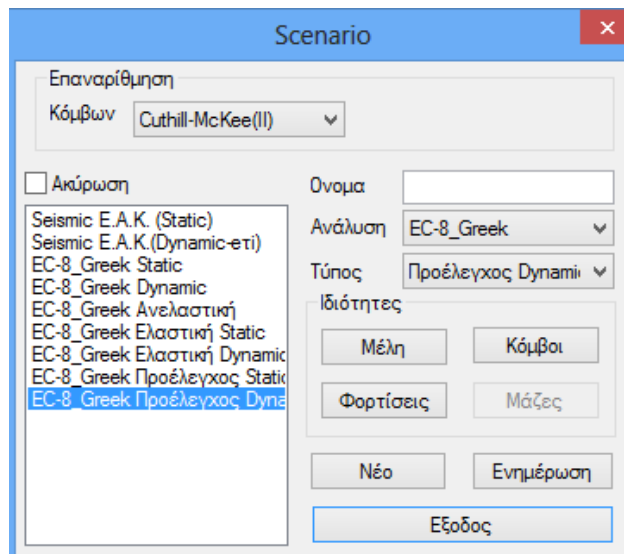 Scenario
Επαναρίθμηση
Κόμβων
Cuthill-McKee(II)
Ακύρωση
Seismic Ε.Α.Κ. (Static)
Seismic Ε.Α.Κ.(Dynamic-ετί)
EC-8_Greek Static
EC-8_Greek Dynamic
EC-8_Greek Ανελαστική
EC-8_Greek Ελαστική Static
EC-8_Greek Ελαστική Dynamic
EC-8_Greek Προέλεγχος Static
EC-8_Greek Προέλεγχος Dyna
Ονομα
Ανάλυση
EC-8_Greek
Τύπος
Προέλεγχος Dynami
Ιδιότητες
Μέλη
Κόμβοι
Φορτίσεις
Μάζες
Νέο
Ενημέρωση
Εξοδος